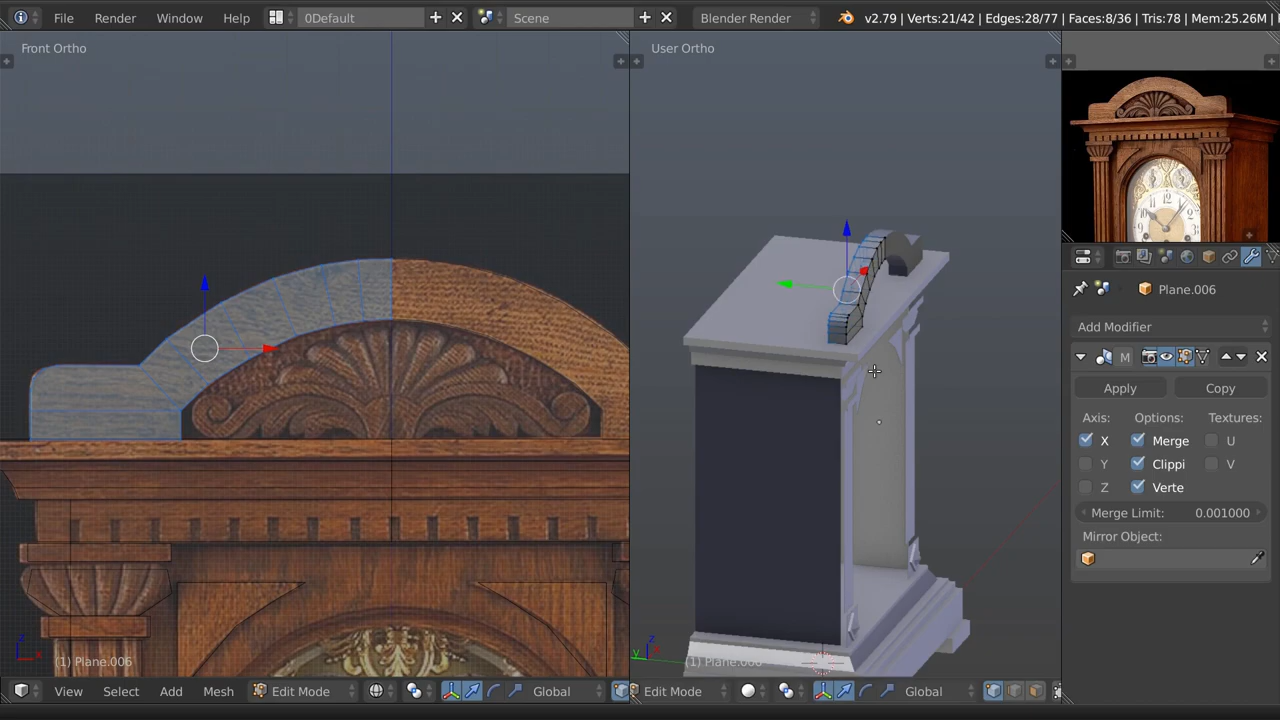 File Render Window Help 0Default Scene Blender Render v2.79 | Verts:21/42 | Edges:28/77 | Faces:8/36 | Tris:78 | Mem:25.26M |
Front Ortho
User Ortho
Plane.006
Add Modifier
M
Apply Copy
Axis: Options: Textures:
X Merge U
Y Clippi V
Z Verte
Merge Limit: 0.001000
Mirror Object:
z x
(1) Plane.006
z y
(1) Plane.006
View Select Add Mesh Edit Mode Global
Edit Mode Global